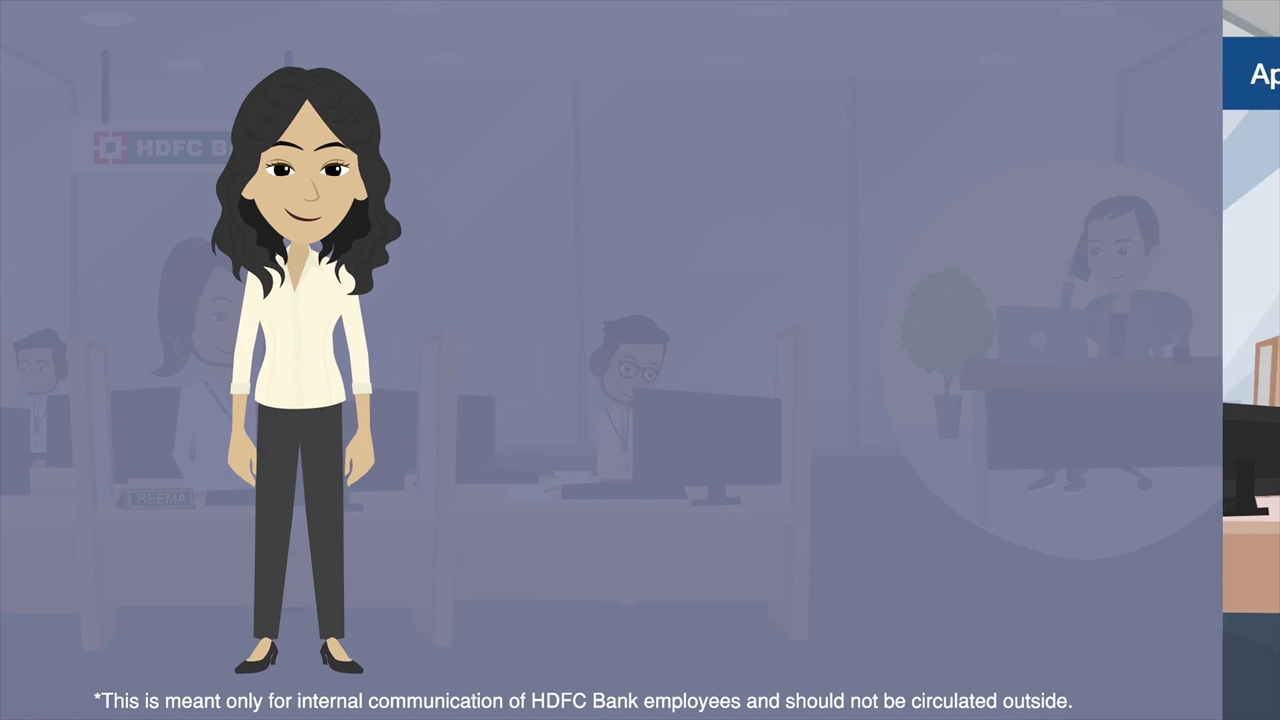 Ap
HDFC B
REEMA
*This is meant only for internal communication of HDFC Bank employees and should not be circulated outside.